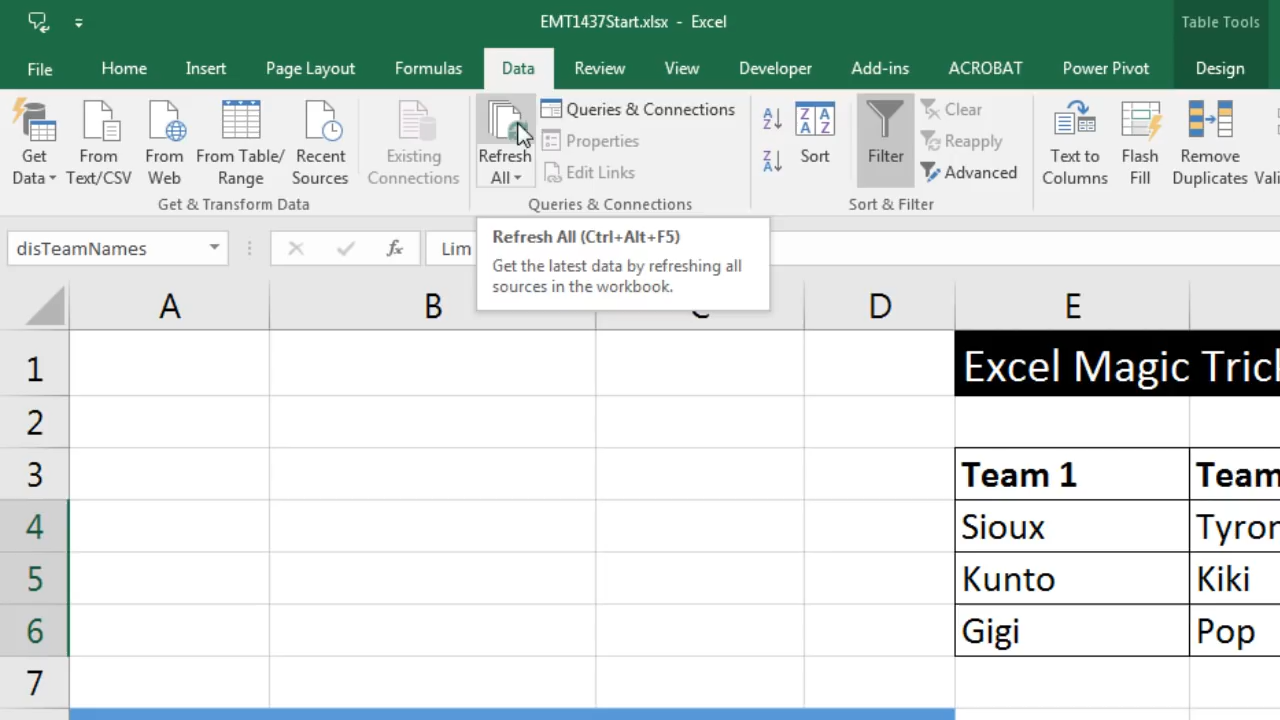 EMT1437Start.xlsx - Excel
Table Tools
File Home Insert Page Layout Formulas Data Review View Developer Add-ins ACROBAT Power Pivot Design
Get Data
From Text/CSV
From Web
From Table/ Range
Recent Sources
Existing Connections
Refresh All
Queries & Connections
Properties
Edit Links
Sort
Filter
Clear
Reapply
Advanced
Text to Columns
Flash Fill
Remove Duplicates
Get & Transform Data
Queries & Connections
Sort & Filter
disTeamNames
fx
Lim
Refresh All (Ctrl+Alt+F5)
Get the latest data by refreshing all
sources in the workbook.
A B D E
1 Excel Magic
2
3 Team 1 Team
4 Sioux
5 Kunto Kiki
6 Gigi Pop
7